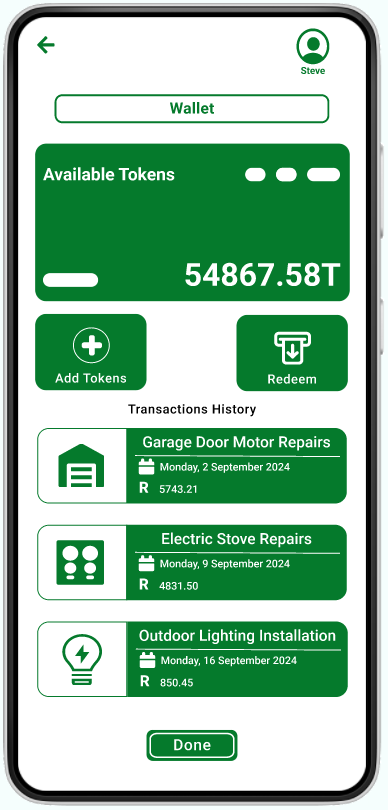 Steve
Wallet
Available Tokens
54867.58T
Add Tokens
Redeem
Transactions History
Garage Door Motor Repairs
Monday, 2 September 2024
R 5743.21
Electric Stove Repairs
Monday, 9 September 2024
R 4831.50
Outdoor Lighting Installation
Monday, 16 September 2024
R 850.45
Done